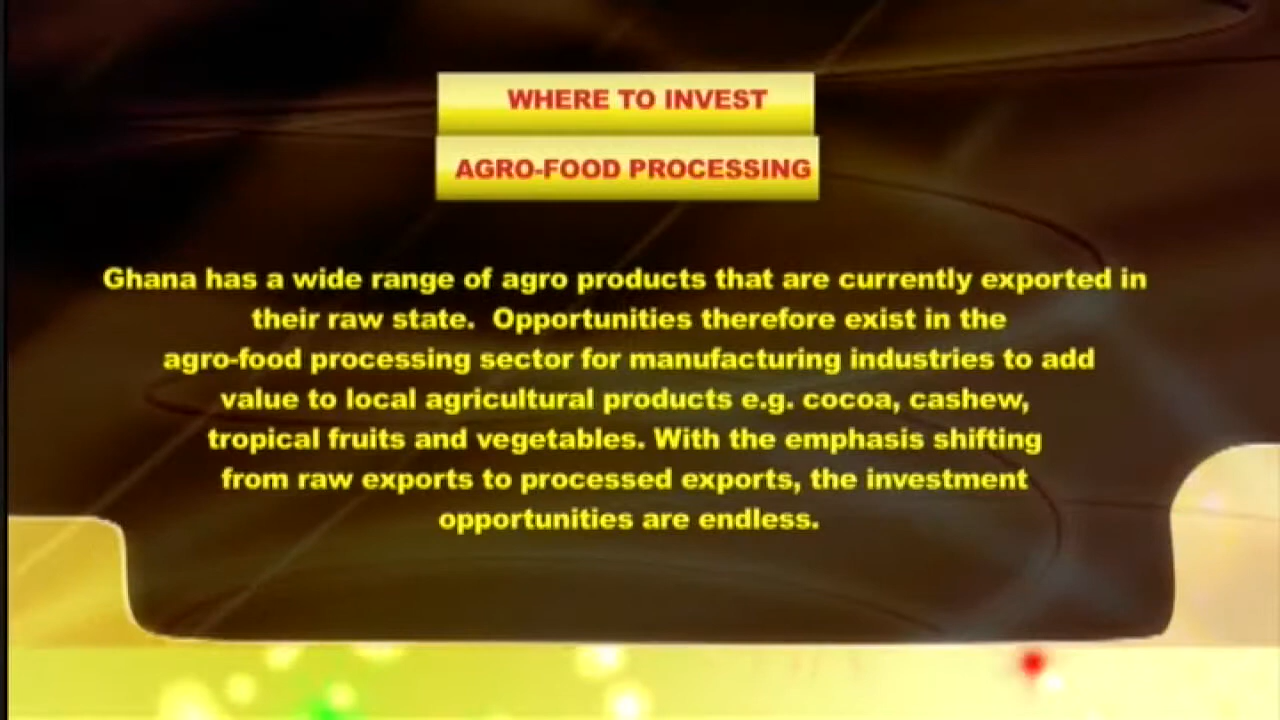 WHERE TO INVEST
AGRO-FOOD PROCESSING
Ghana has a wide range of agro products that are currently exported in
their raw state.  Opportunities therefore exist in the
agro-food processing sector for manufacturing industries to add
value to local agricultural products e.g. cocoa, cashew,
tropical fruits and vegetables. With the emphasis shifting
from raw exports to processed exports, the investment
opportunities are endless.